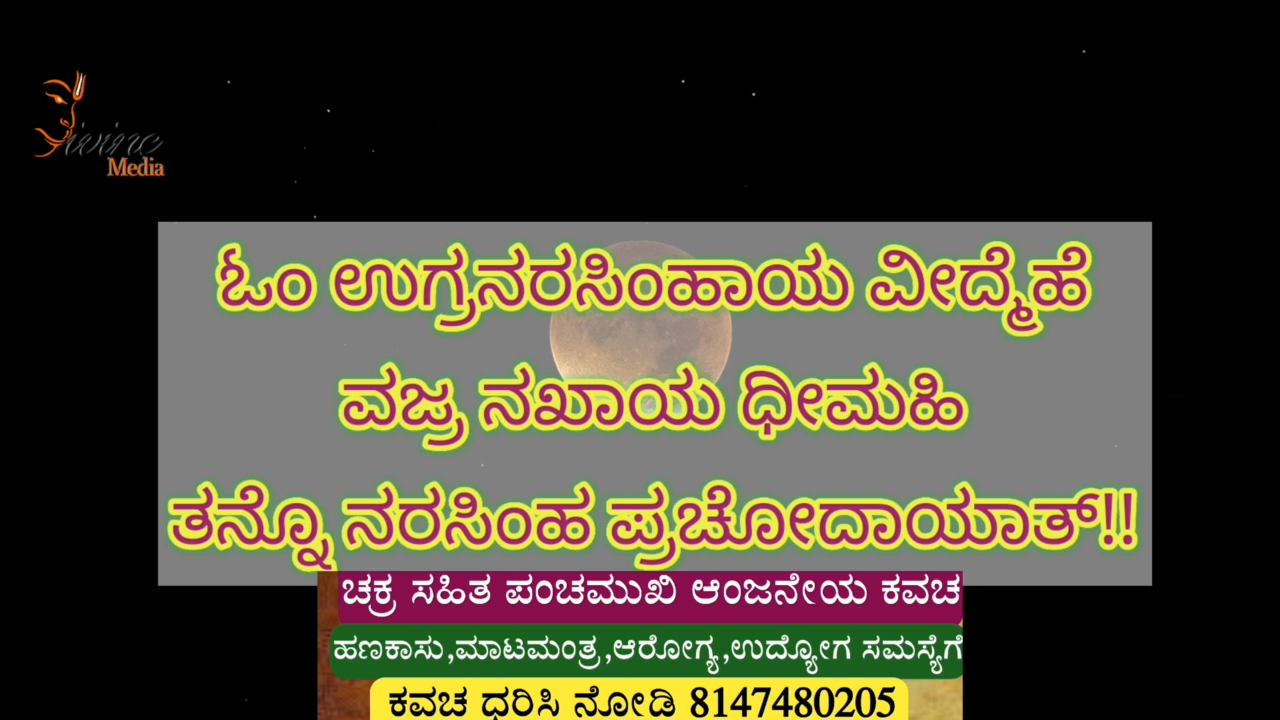 Divine
Media
ಓಂ ಉಗ್ರನರಸಿಂಹಾಯ ವೀದ್ಮೆಹೆ
ವಜ್ರ ನಖಾಯ ಧೀಮಹಿ
ತನ್ನೊ ನರಸಿಂಹ ಪ್ರಚೋದಾಯಾತ್!!
ಚಕ್ರ ಸಹಿತ ಪಂಚಮುಖಿ ಆಂಜನೇಯ ಕವಚ
ಹಣಕಾಸು,ಮಾಟಮಂತ್ರ,ಆರೋಗ್ಯ,ಉದ್ಯೋಗ ಸಮಸ್ಯೆಗೆ
ಕವಚ ಧರಿಸಿ ನೋಡಿ 8147480205